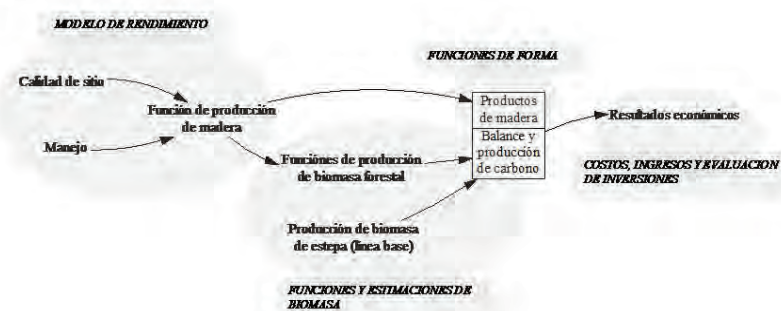 MODELO DE RENDIMIENTO
FUNCIONES DE FORMA
Calidad de sitio
Función de producción
de madera
Manejo
Funciónes de producción
de biomasa forestal
Producción de biomasa
de estepa (línea base)
Productos
de madera
Balance y
producción
de carbono
Resultados económicos
COSTOS, INGRESOS Y EVALUACION
DE INVERSIONES
FUNCIONES Y ESTIMACIONES DE
BIOMASA